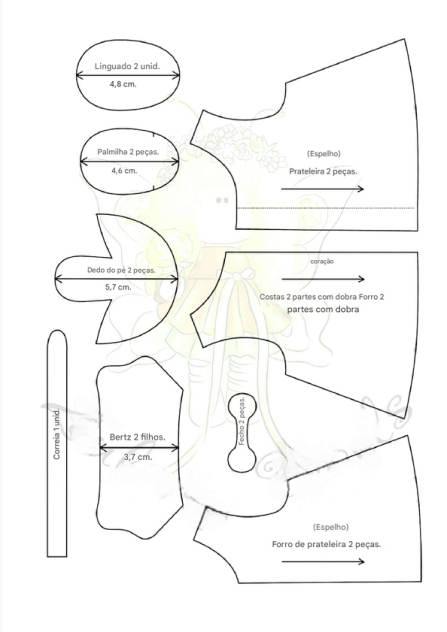 Linguado 2 unid.
4,8 cm.
Palmilha 2 peças.
4,6 cm.
(Espelho)
Prateleira 2 peças.
Dedo do pé 2 peças.
5,7 cm.
coração
Costas 2 partes com dobra Forro 2
partes com dobra
Correia 1 unid.
Bertz 2 filhos.
3,7 cm.
Fecho 2 peças.
(Espelho)
Forro de prateleira 2 peças.